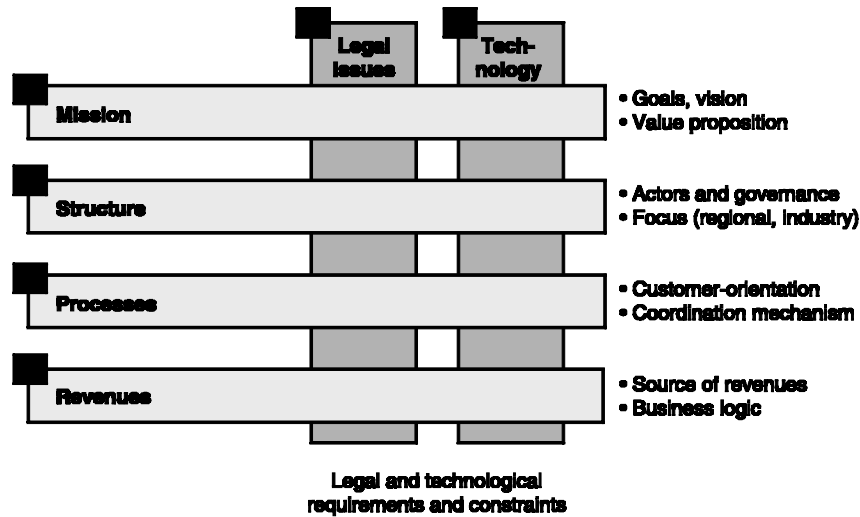 Legal
Issues
Tech-
nology
Mission
• Goals, vision
• Value proposition
Structure
• Actors and governance
• Focus (regional, industry)
Processes
• Customer-orientation
• Coordination mechanism
Revenues
• Source of revenues
• Business logic
Legal and technological
requirements and constraints